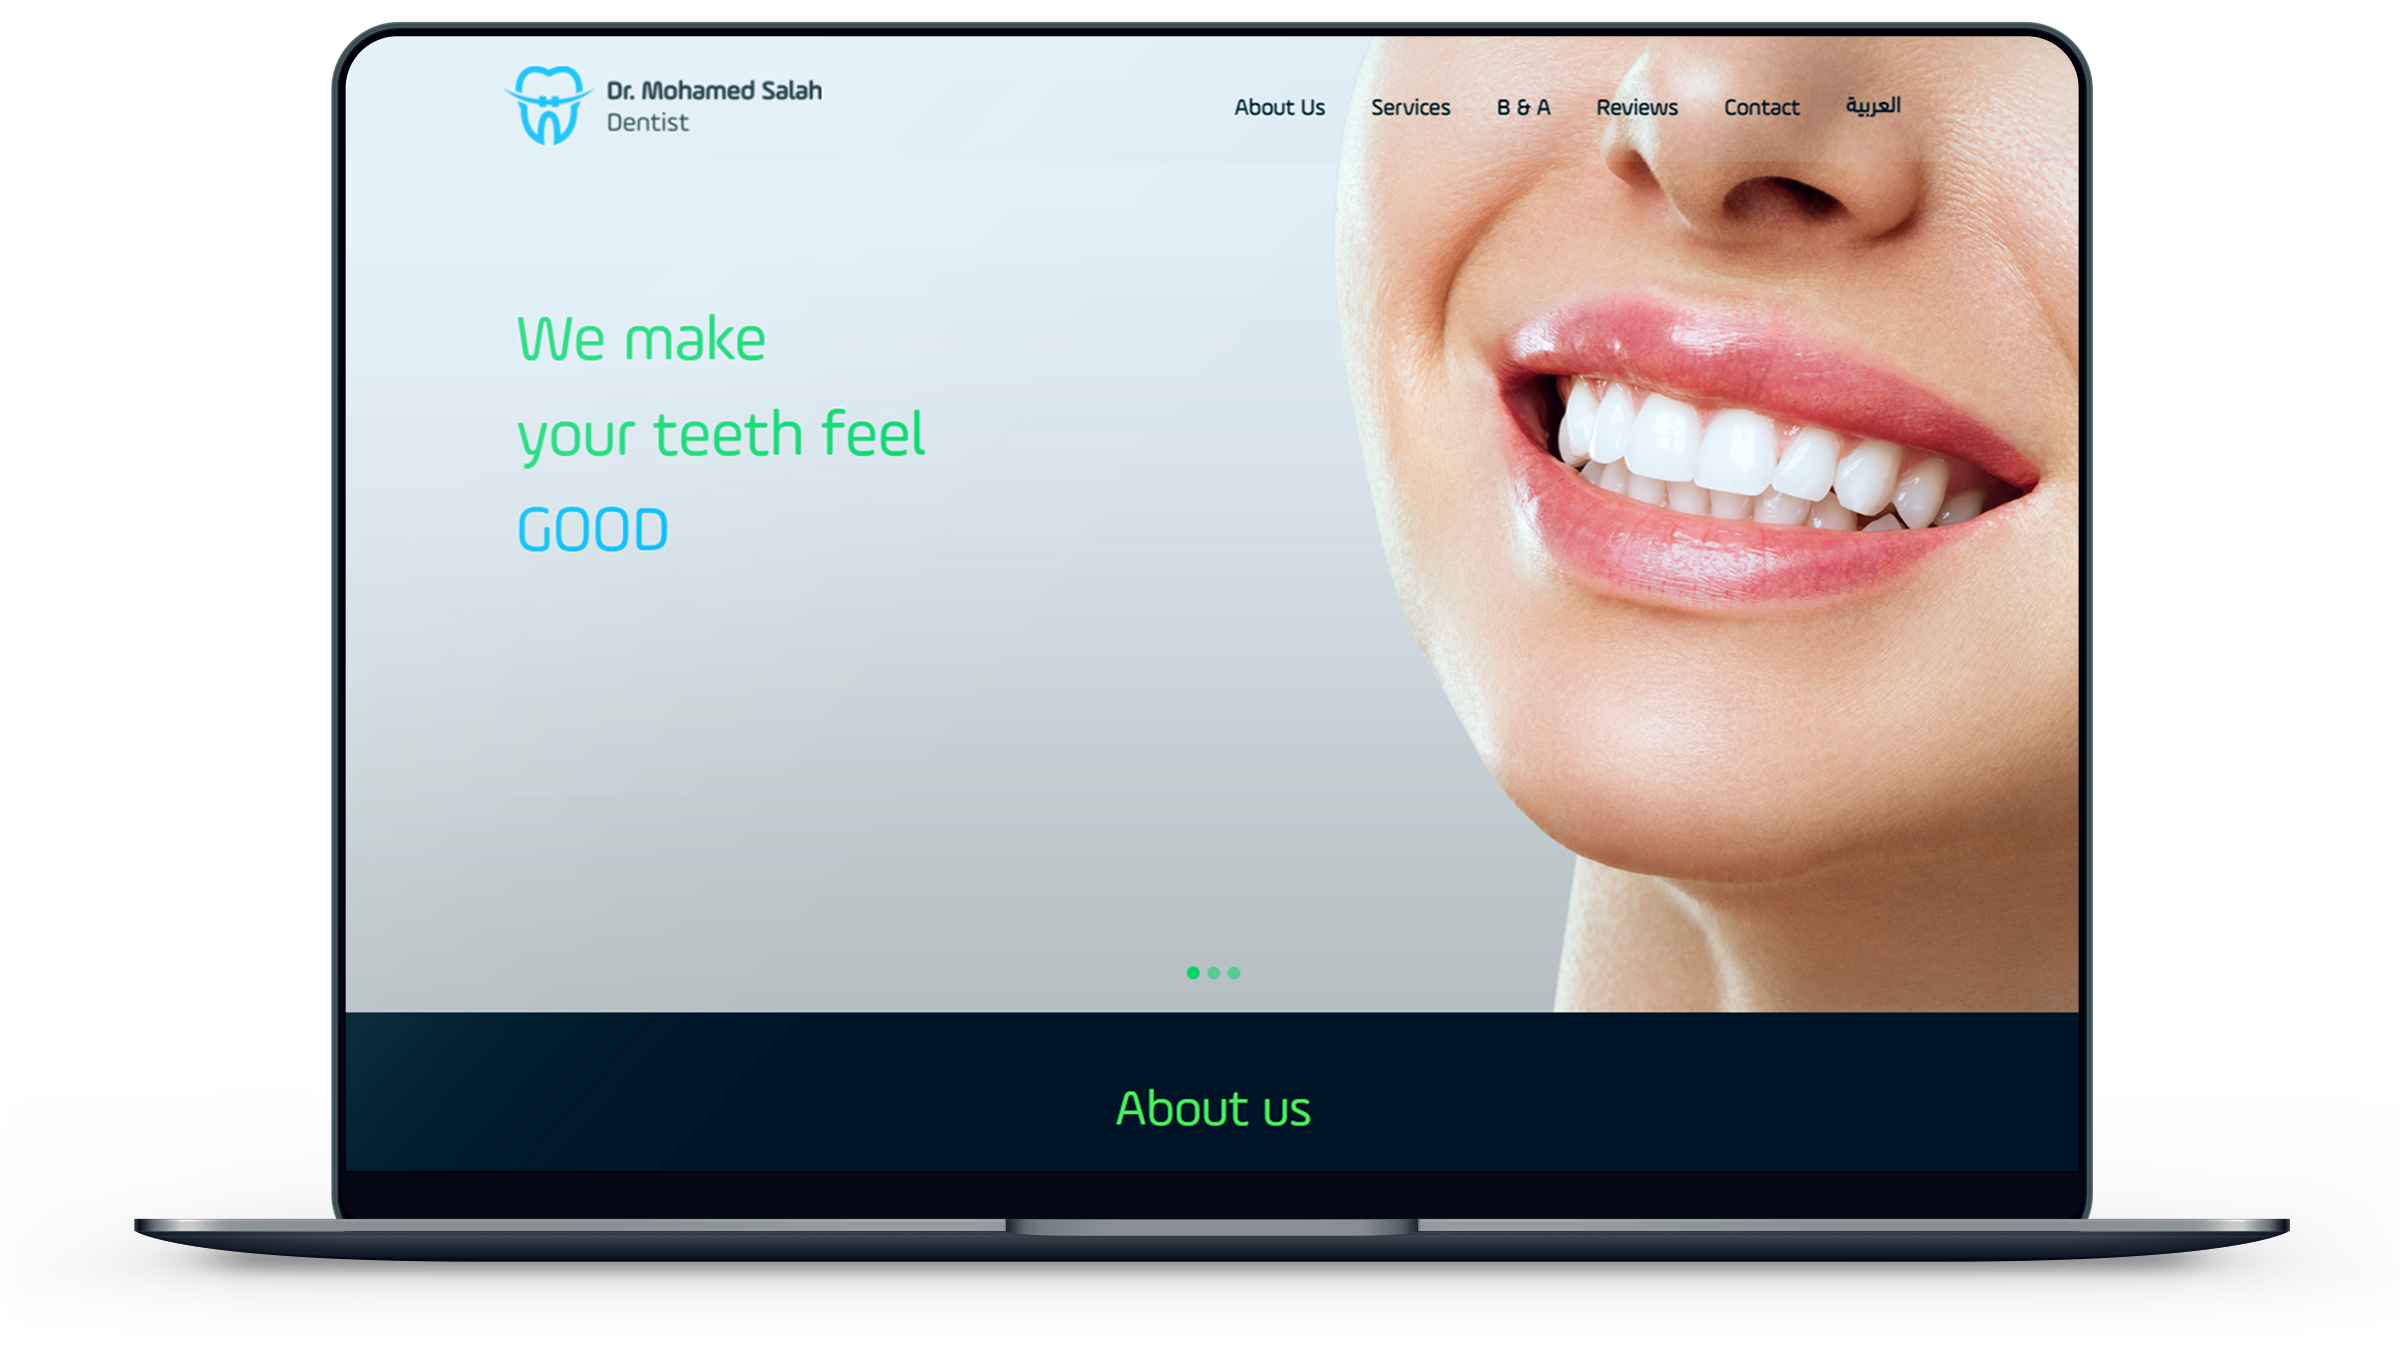 Dr. Mohamed Salah
Dentist
About Us
Services
B & A
Reviews
Contact
العربية
We make
your teeth feel
GOOD
About us